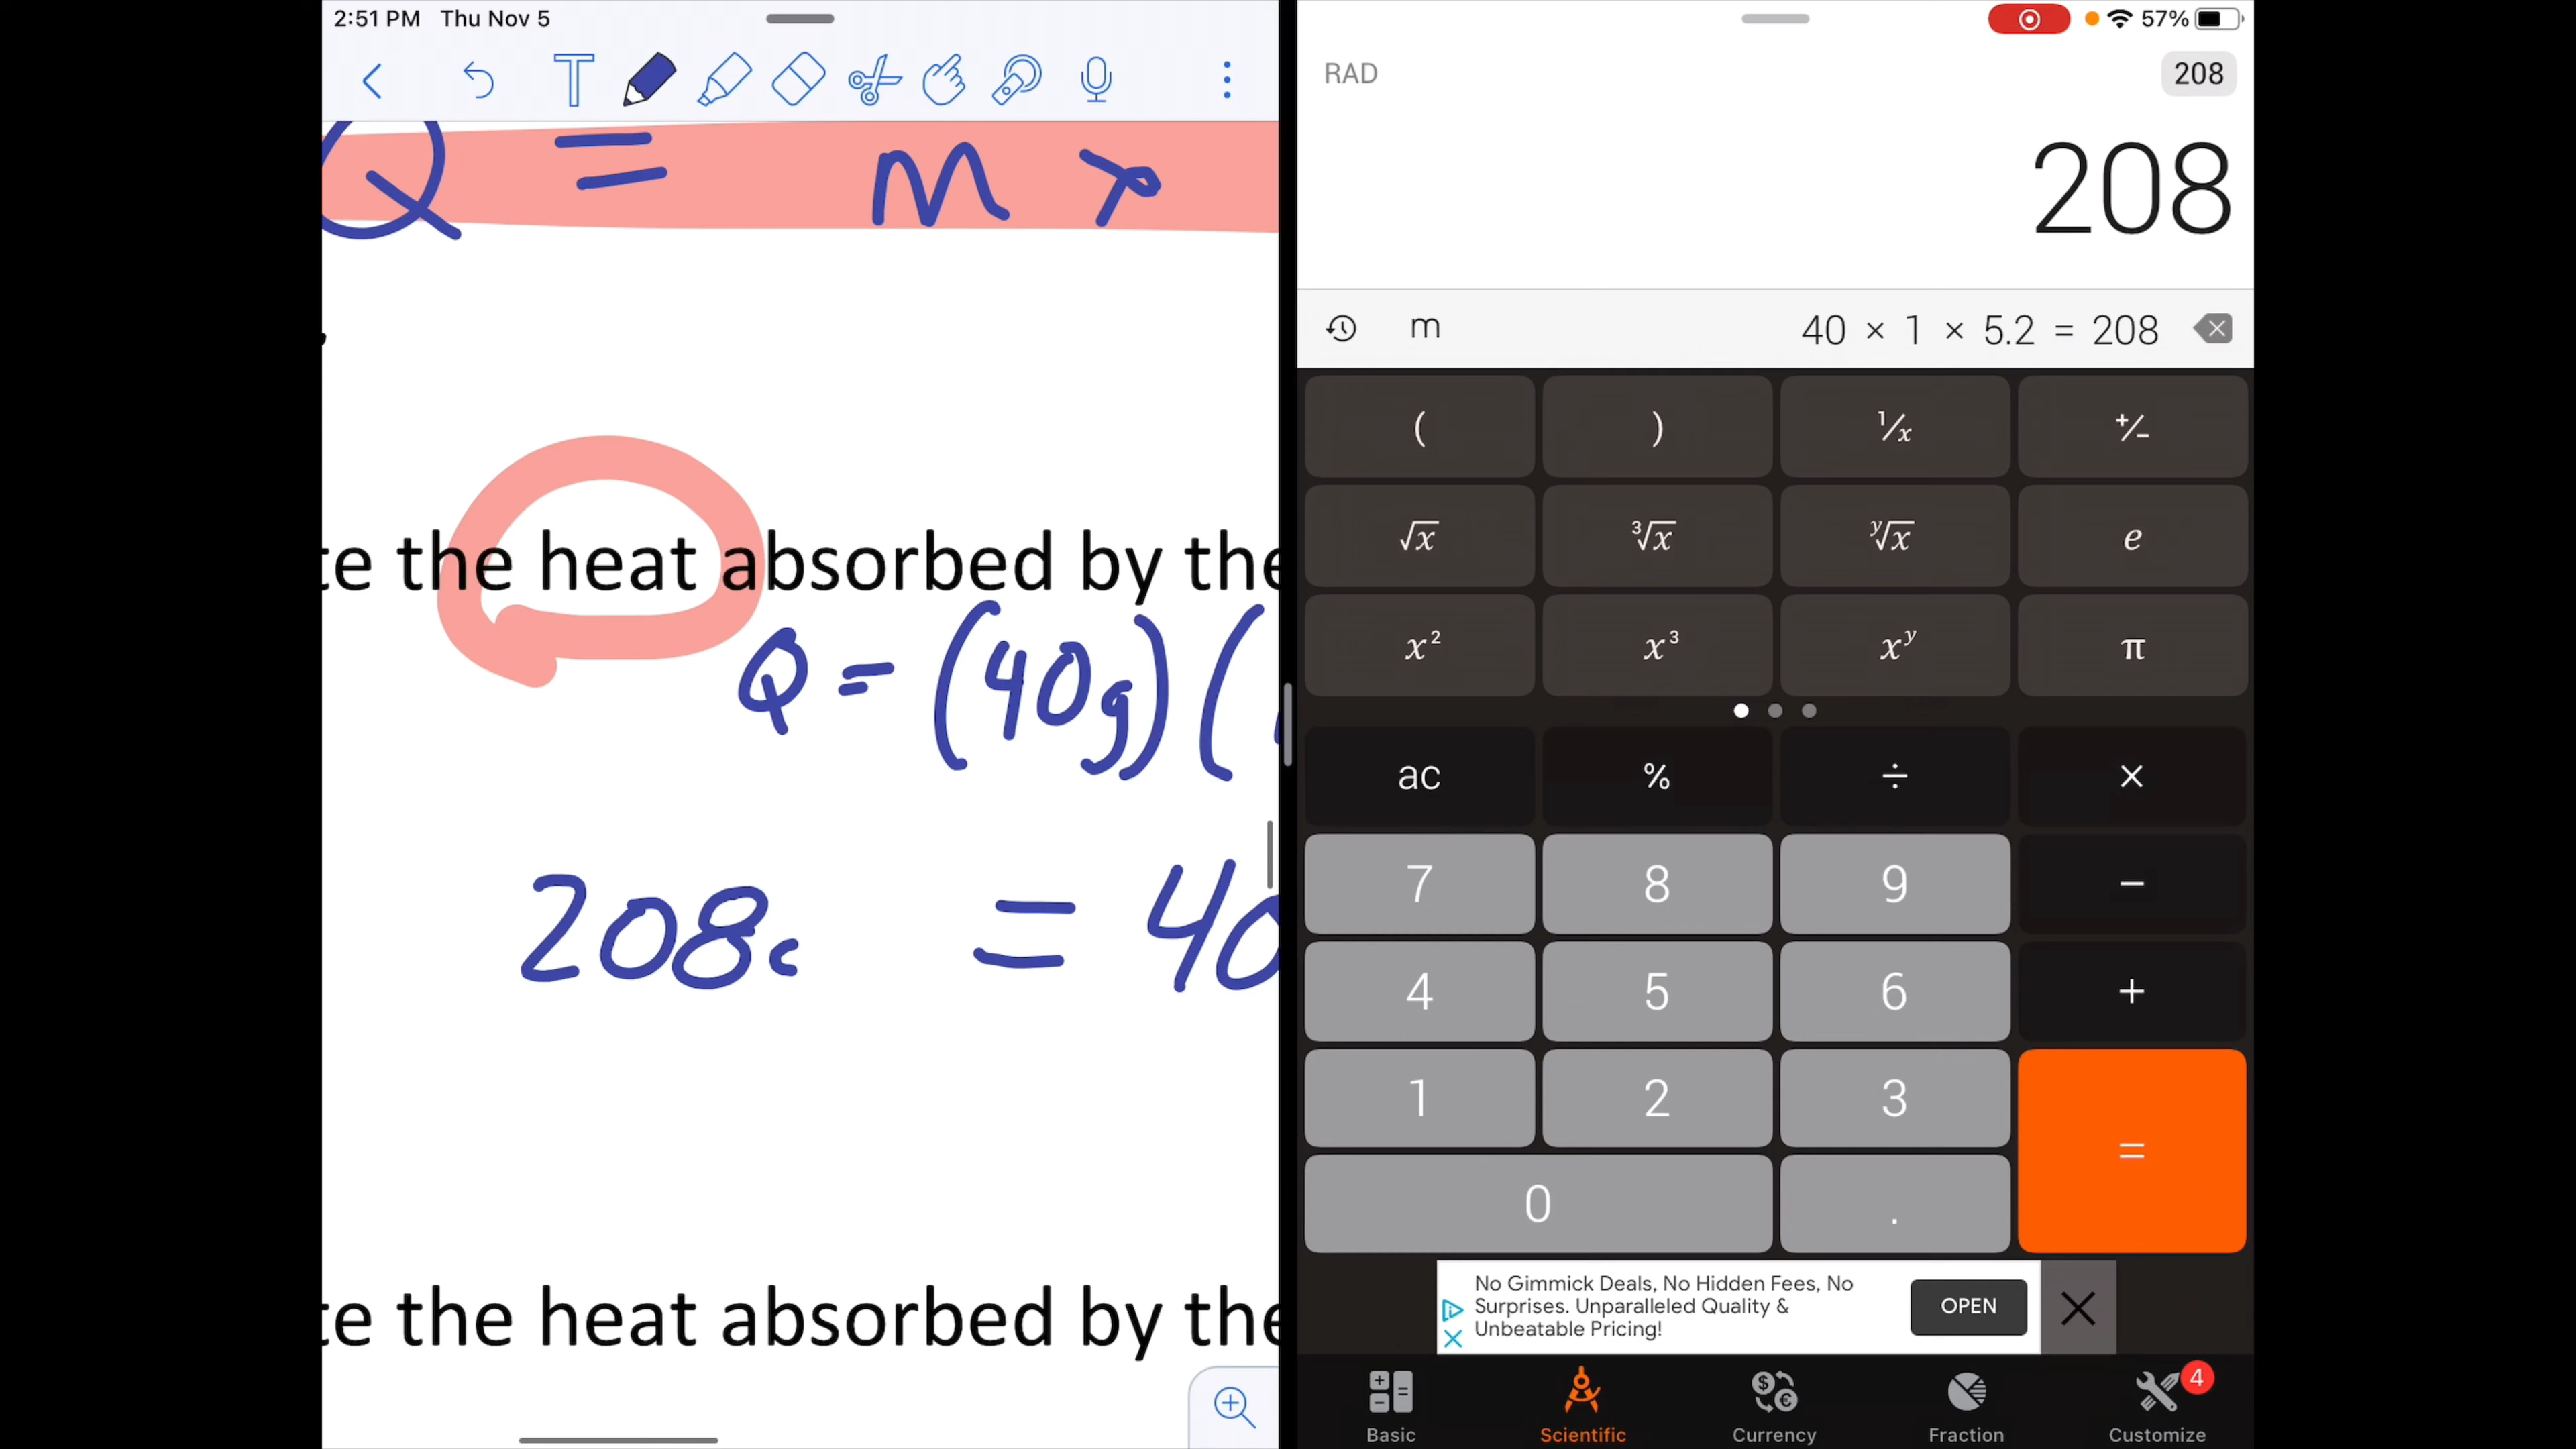 2:51 PM Thu Nov 5
T
Q = m x
te the heat absorbed by the
Q = (40g)(
208c = 40
te the heat absorbed by the
57%
RAD
208
208
m
40 × 1 × 5.2 = 208
( ) 1/x +/-
√x ³√x ʸ√x e
x² x³ xʸ π
ac % ÷ ×
7 8 9 −
4 5 6 +
1 2 3
=
0 .
No Gimmick Deals, No Hidden Fees, No
Surprises. Unparalleled Quality &
Unbeatable Pricing!
OPEN
4
Basic Scientific Currency Fraction Customize